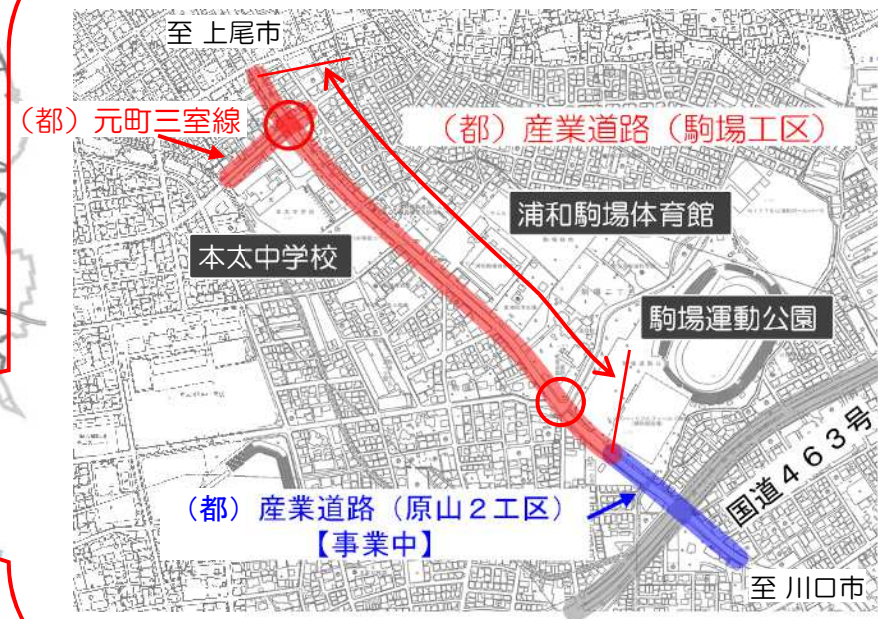 至 上尾市
（都）元町三室線
（都）産業道路（駒場工区）
浦和駒場体育館
本太中学校
駒場運動公園
国道４６３号
（都）産業道路（原山２工区）
【事業中】
至 川口市